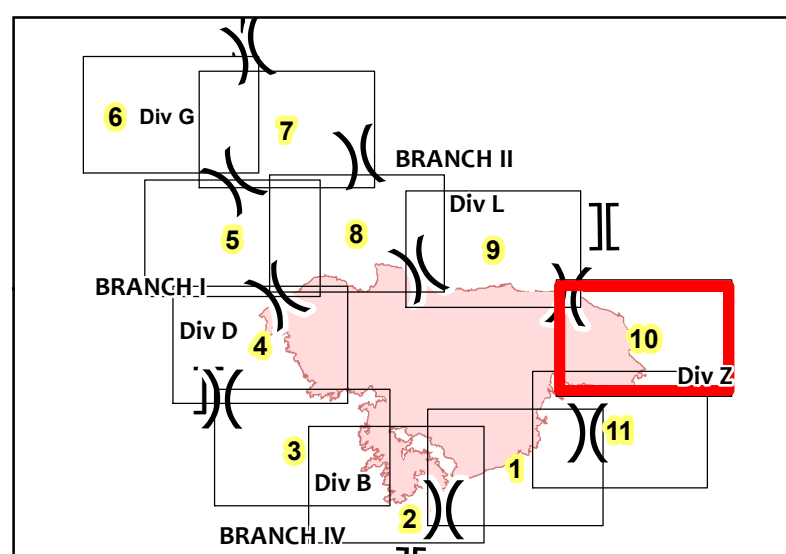 6
Div G
7
BRANCH II
Div L
5
8
9
BRANCH I
Div D
4
10
Div Z
3
11
1
Div B
2
BRANCH IV